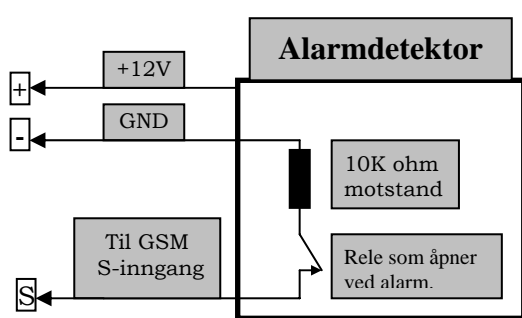 Alarmdetektor
+12V
+
GND
-
10K ohm
motstand
Til GSM
S-inngang
Rele som åpner
ved alarm.
S